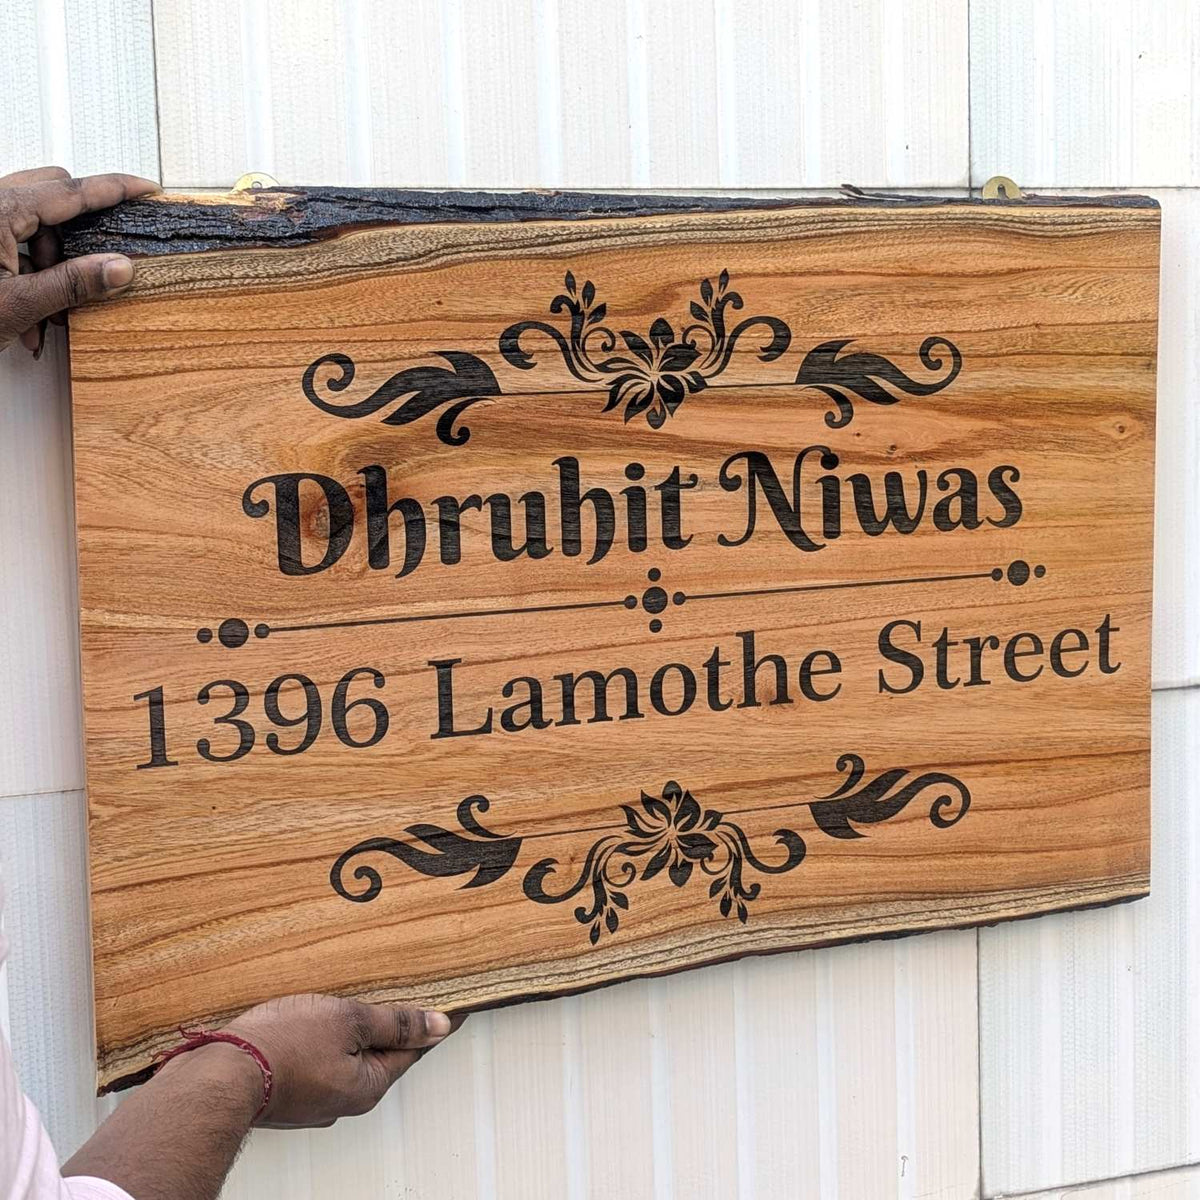 Dhruhit Niwas
1396 Lamothe Street